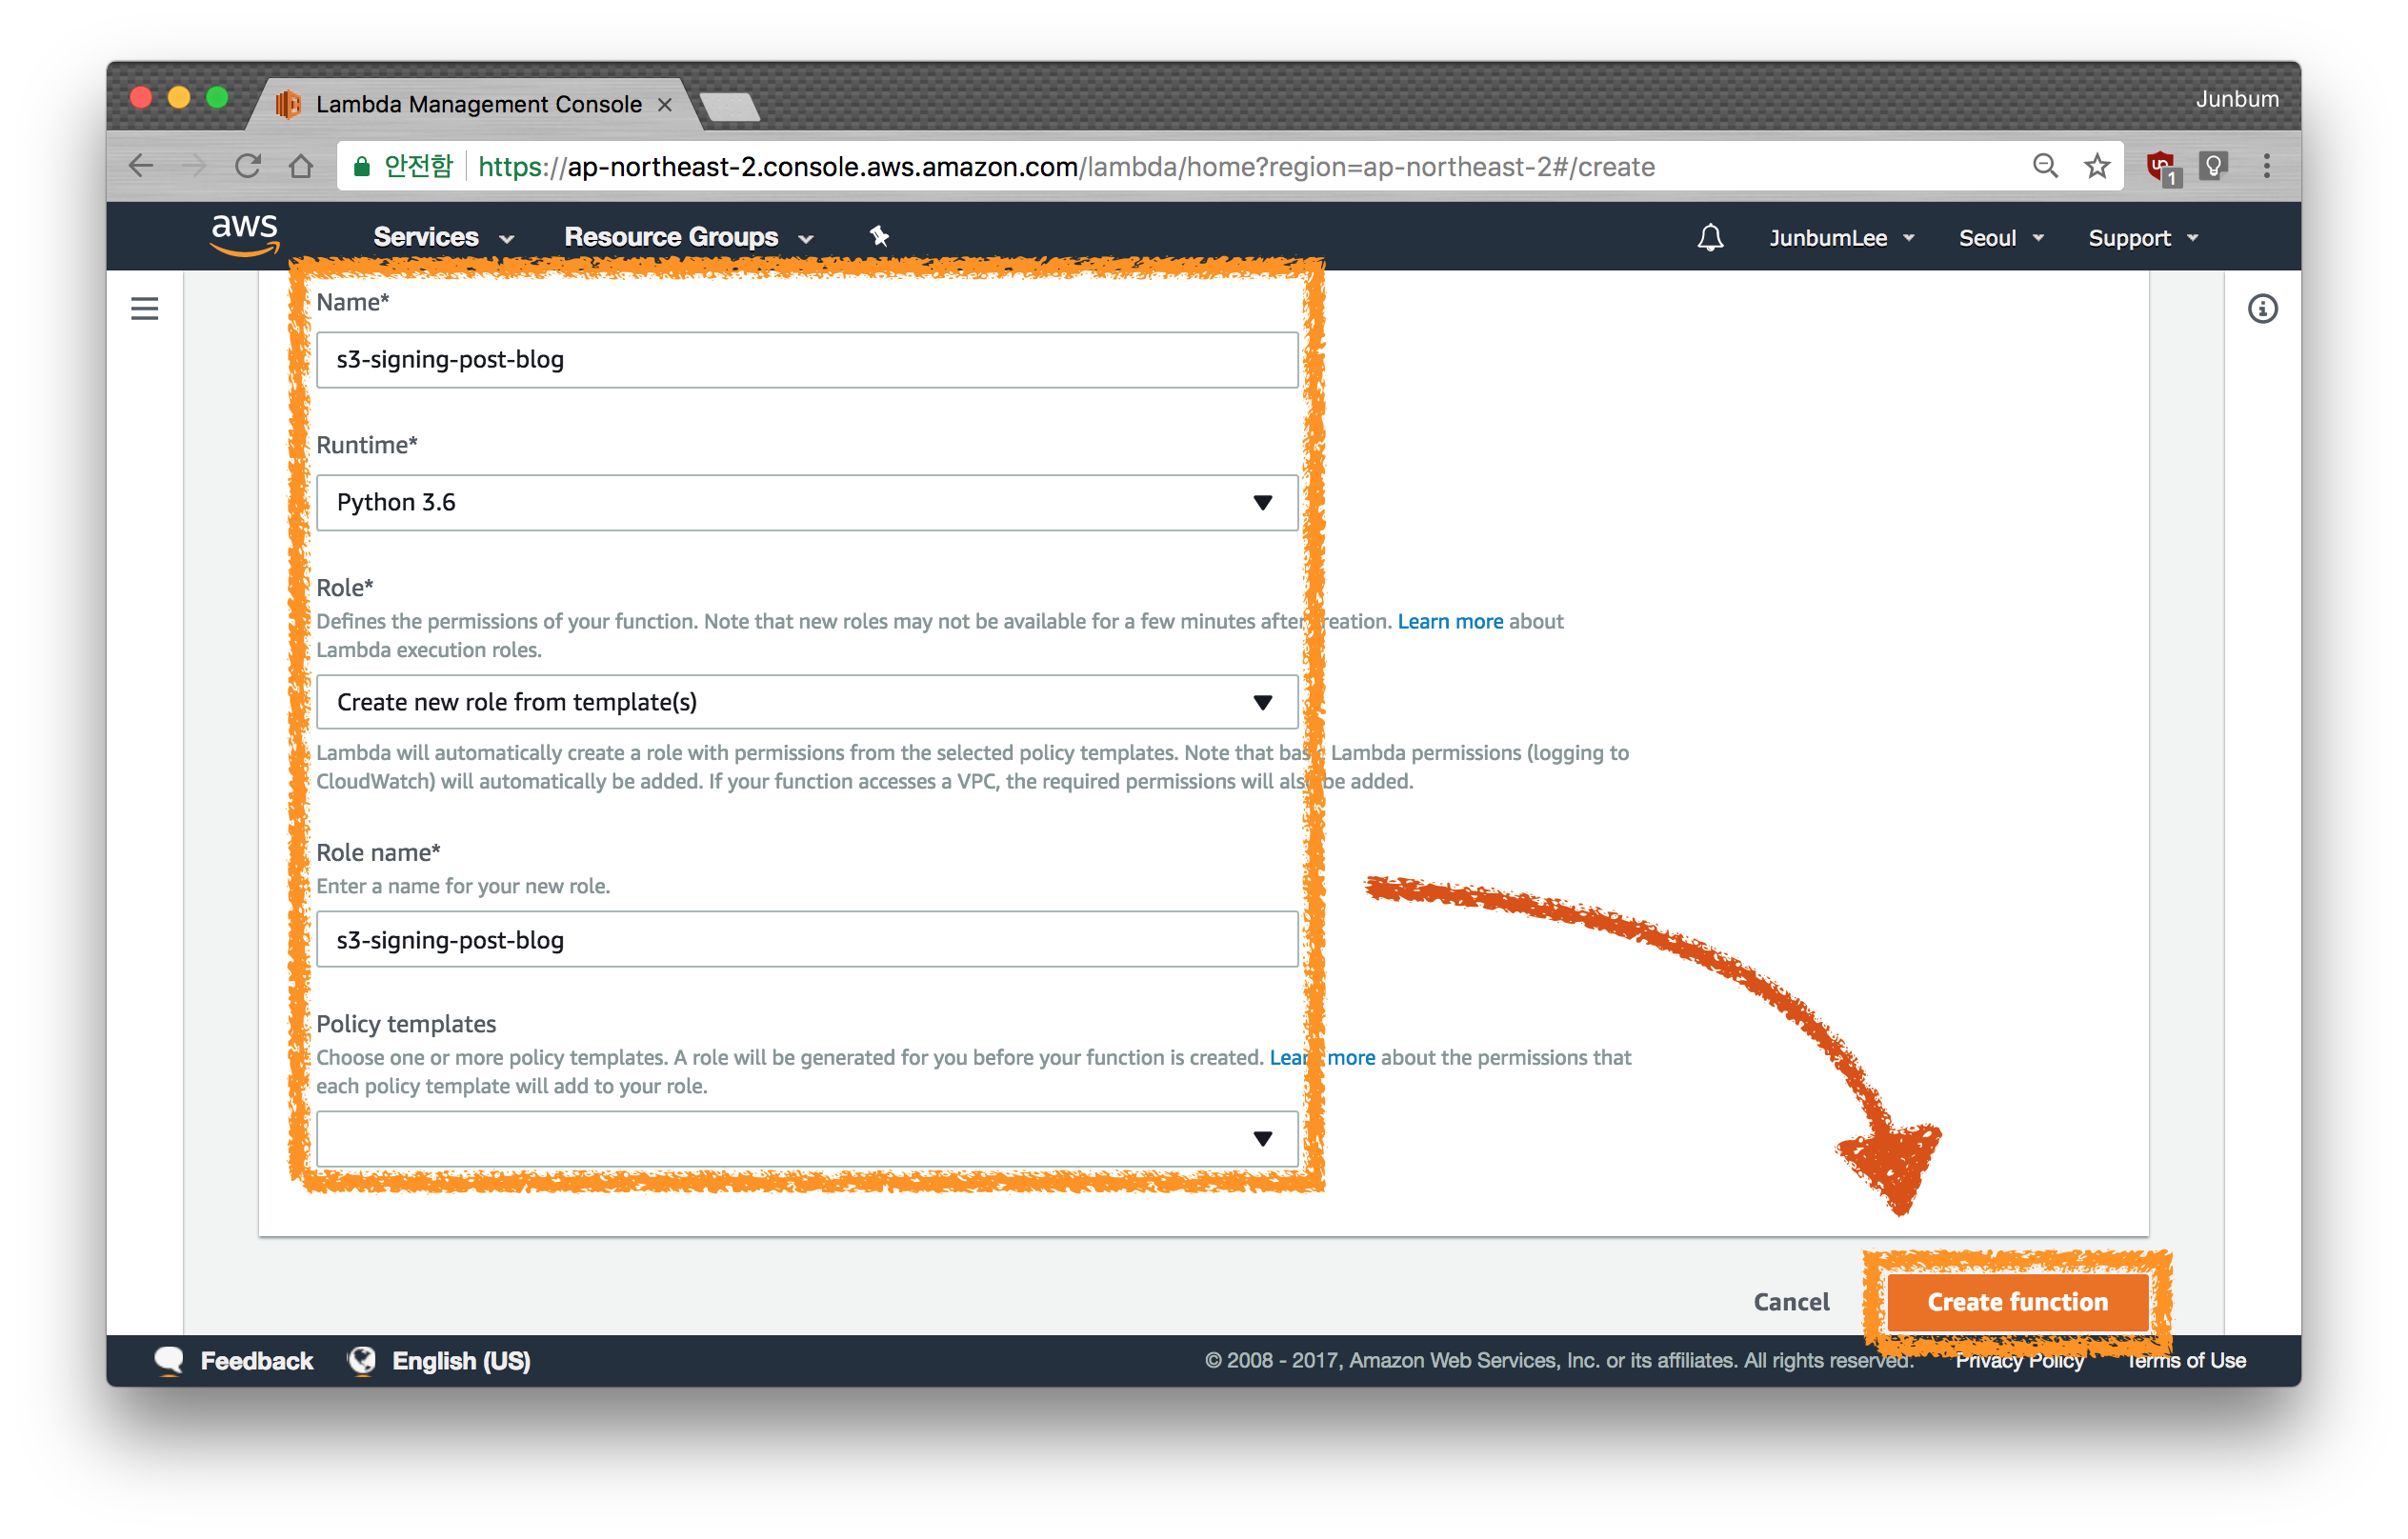 Lambda Management Console
Junbum
안전함 https://ap-northeast-2.console.aws.amazon.com/lambda/home?region=ap-northeast-2#/create
1
aws Services Resource Groups JunbumLee Seoul Support
Name*
s3-signing-post-blog
Runtime*
Python 3.6
Role*
Defines the permissions of your function. Note that new roles may not be available for a few minutes after creation. Learn more about
Lambda execution roles.
Create new role from template(s)
Lambda will automatically create a role with permissions from the selected policy templates. Note that basic Lambda permissions (logging to
CloudWatch) will automatically be added. If your function accesses a VPC, the required permissions will also be added.
Role name*
Enter a name for your new role.
s3-signing-post-blog
Policy templates
Choose one or more policy templates. A role will be generated for you before your function is created. Learn more about the permissions that
each policy template will add to your role.
Cancel Create function
Feedback English (US) © 2008 - 2017, Amazon Web Services, Inc. or its affiliates. All rights reserved. Privacy Policy Terms of Use